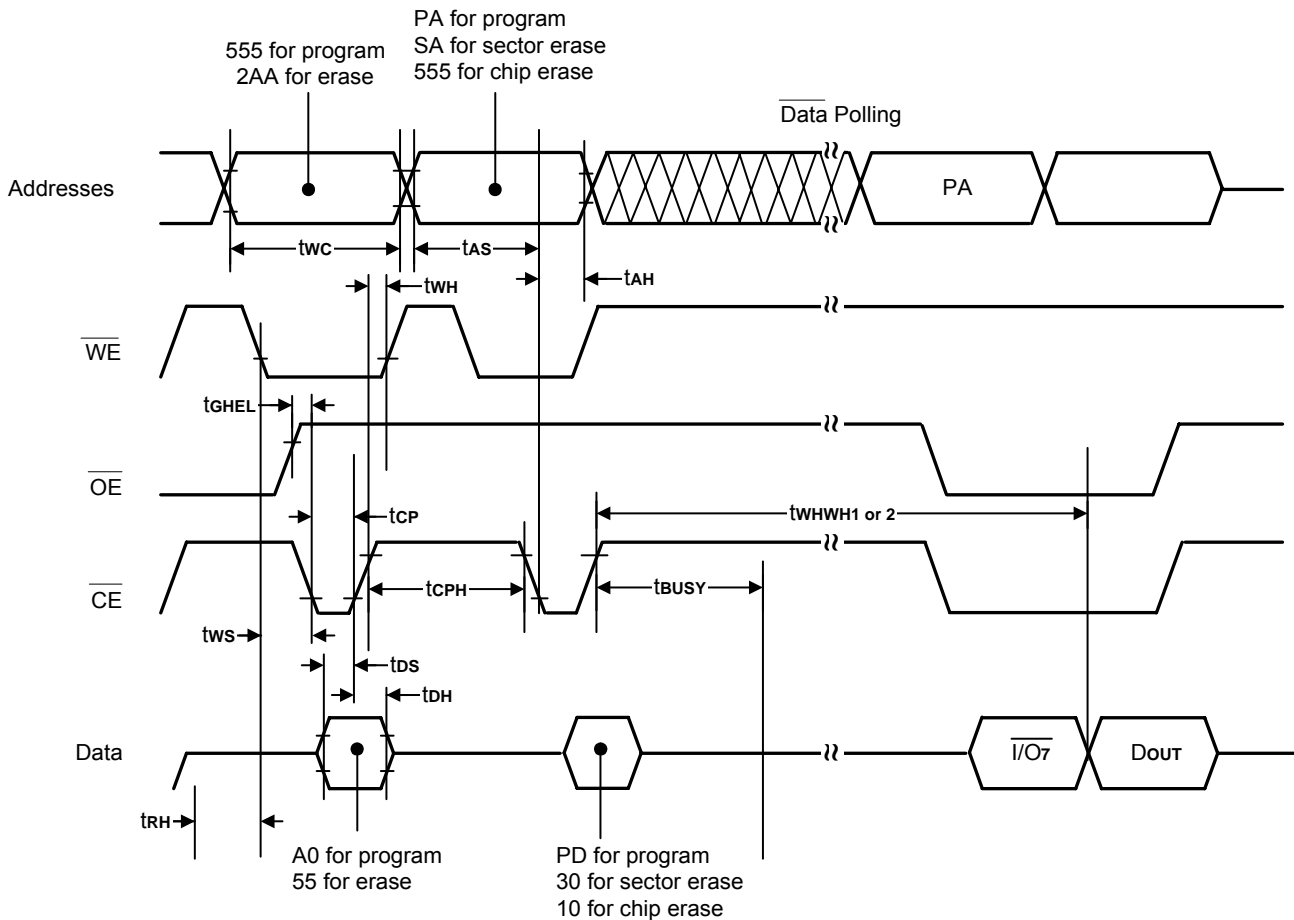 PA for program
SA for sector erase
555 for chip erase
555 for program
2AA for erase
Data Polling
Addresses
PA
tWC
tAS
tAH
tWH
WE
tGHEL
OE
tWHWH1 or 2
tCP
tCPH
tBUSY
CE
tWS
tDS
tDH
Data
I/O7
DOUT
tRH
A0 for program
55 for erase
PD for program
30 for sector erase
10 for chip erase